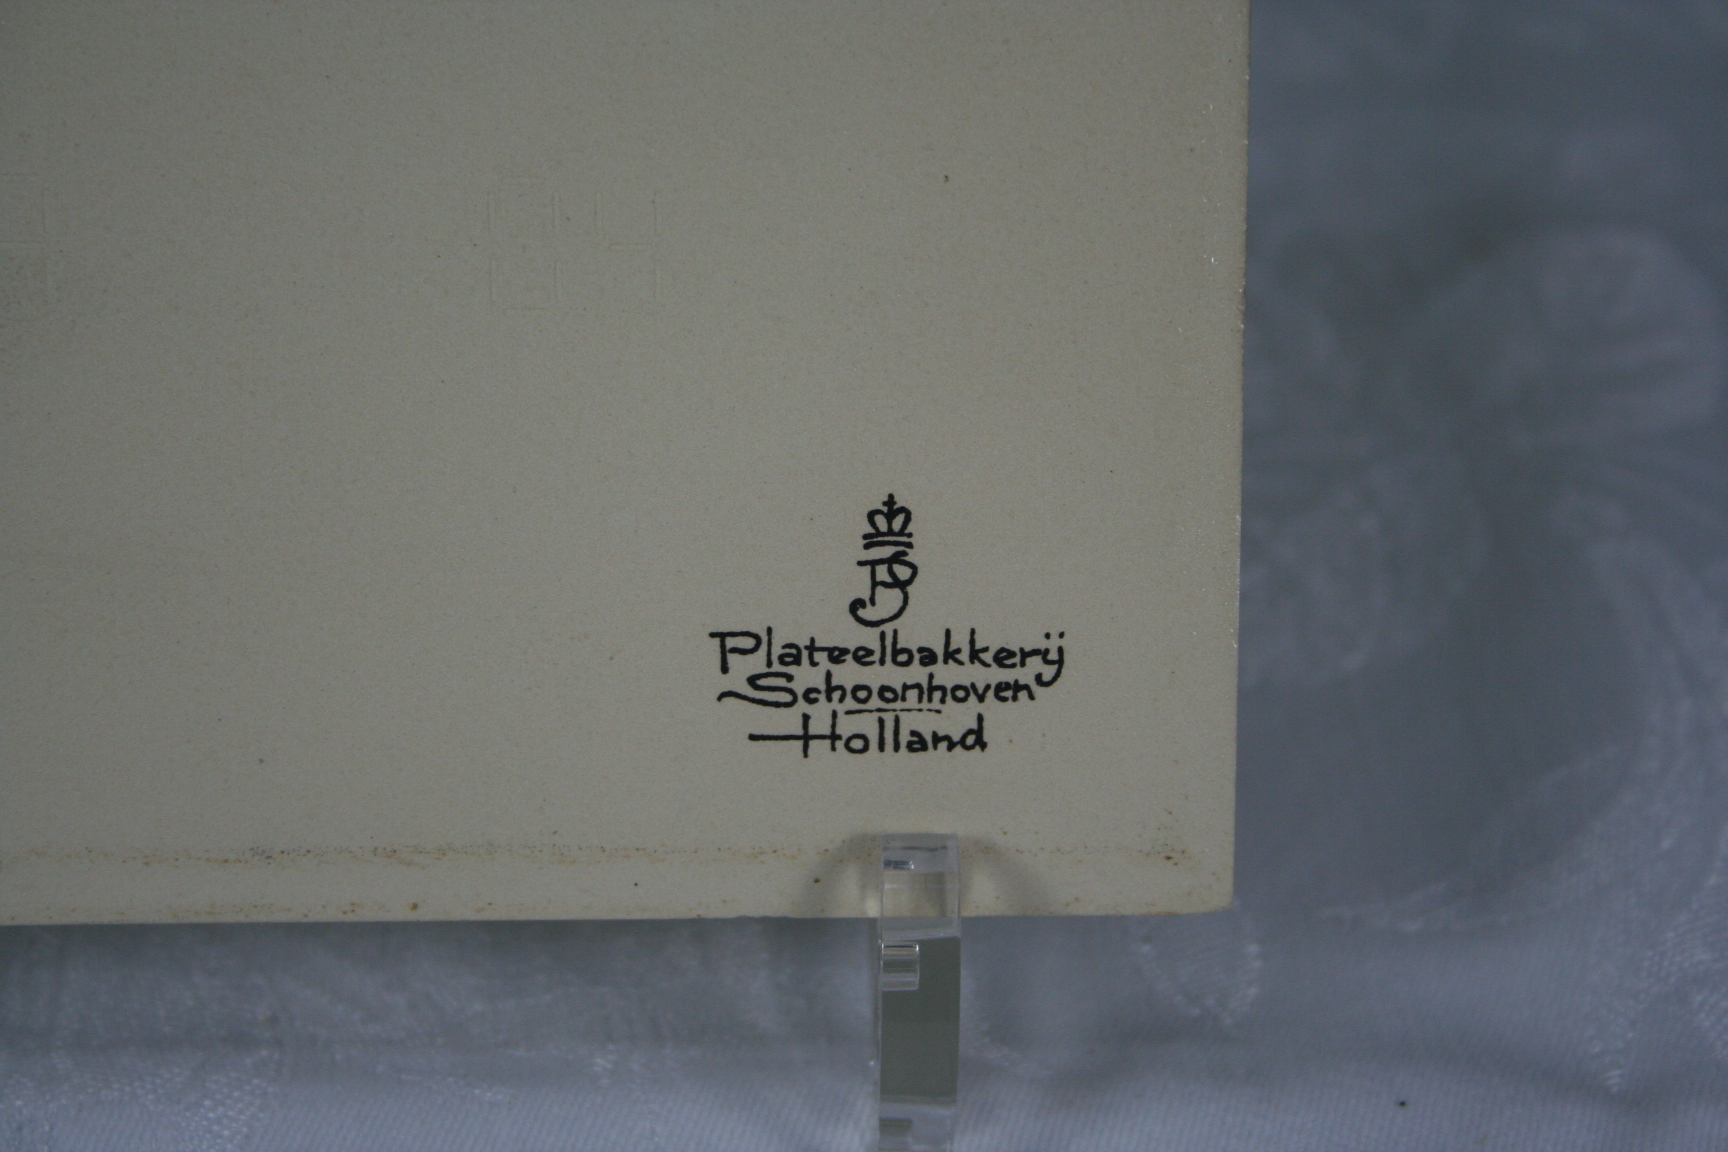 Plateelbakkerij
Schoonhoven
Holland